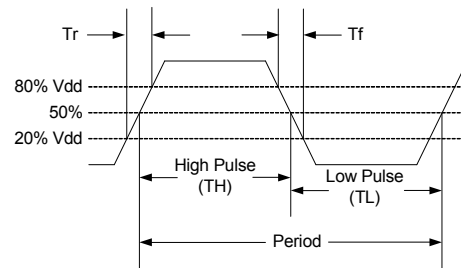 Tr
Tf
80% Vdd
50%
20% Vdd
High Pulse
(TH)
Low Pulse
(TL)
Period